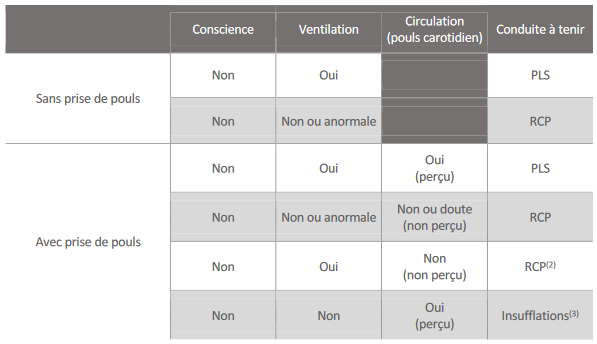 Conscience Ventilation Circulation (pouls carotidien) Conduite à tenir
Sans prise de pouls
Non Oui PLS
Non Non ou anormale RCP
Avec prise de pouls
Non Oui Oui (perçu) PLS
Non Non ou anormale Non ou doute (non perçu) RCP
Non Oui Non (non perçu) RCP(2)
Non Non Oui (perçu) Insufflations(3)